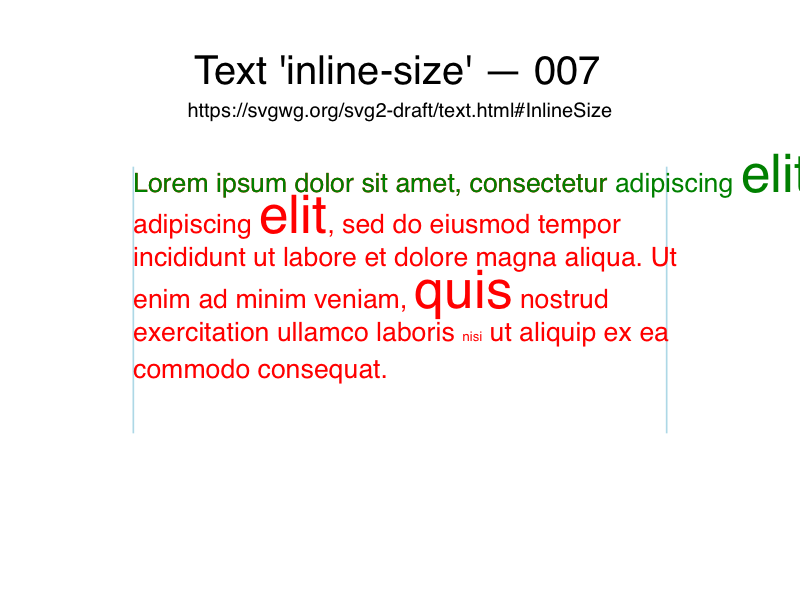 Text 'inline-size' — 007
https://svgwg.org/svg2-draft/text.html#InlineSize
Lorem ipsum dolor sit amet, consectetur adipiscing elit
adipiscing elit, sed do eiusmod tempor
incididunt ut labore et dolore magna aliqua. Ut
enim ad minim veniam, quis nostrud
exercitation ullamco laboris nisi ut aliquip ex ea
commodo consequat.